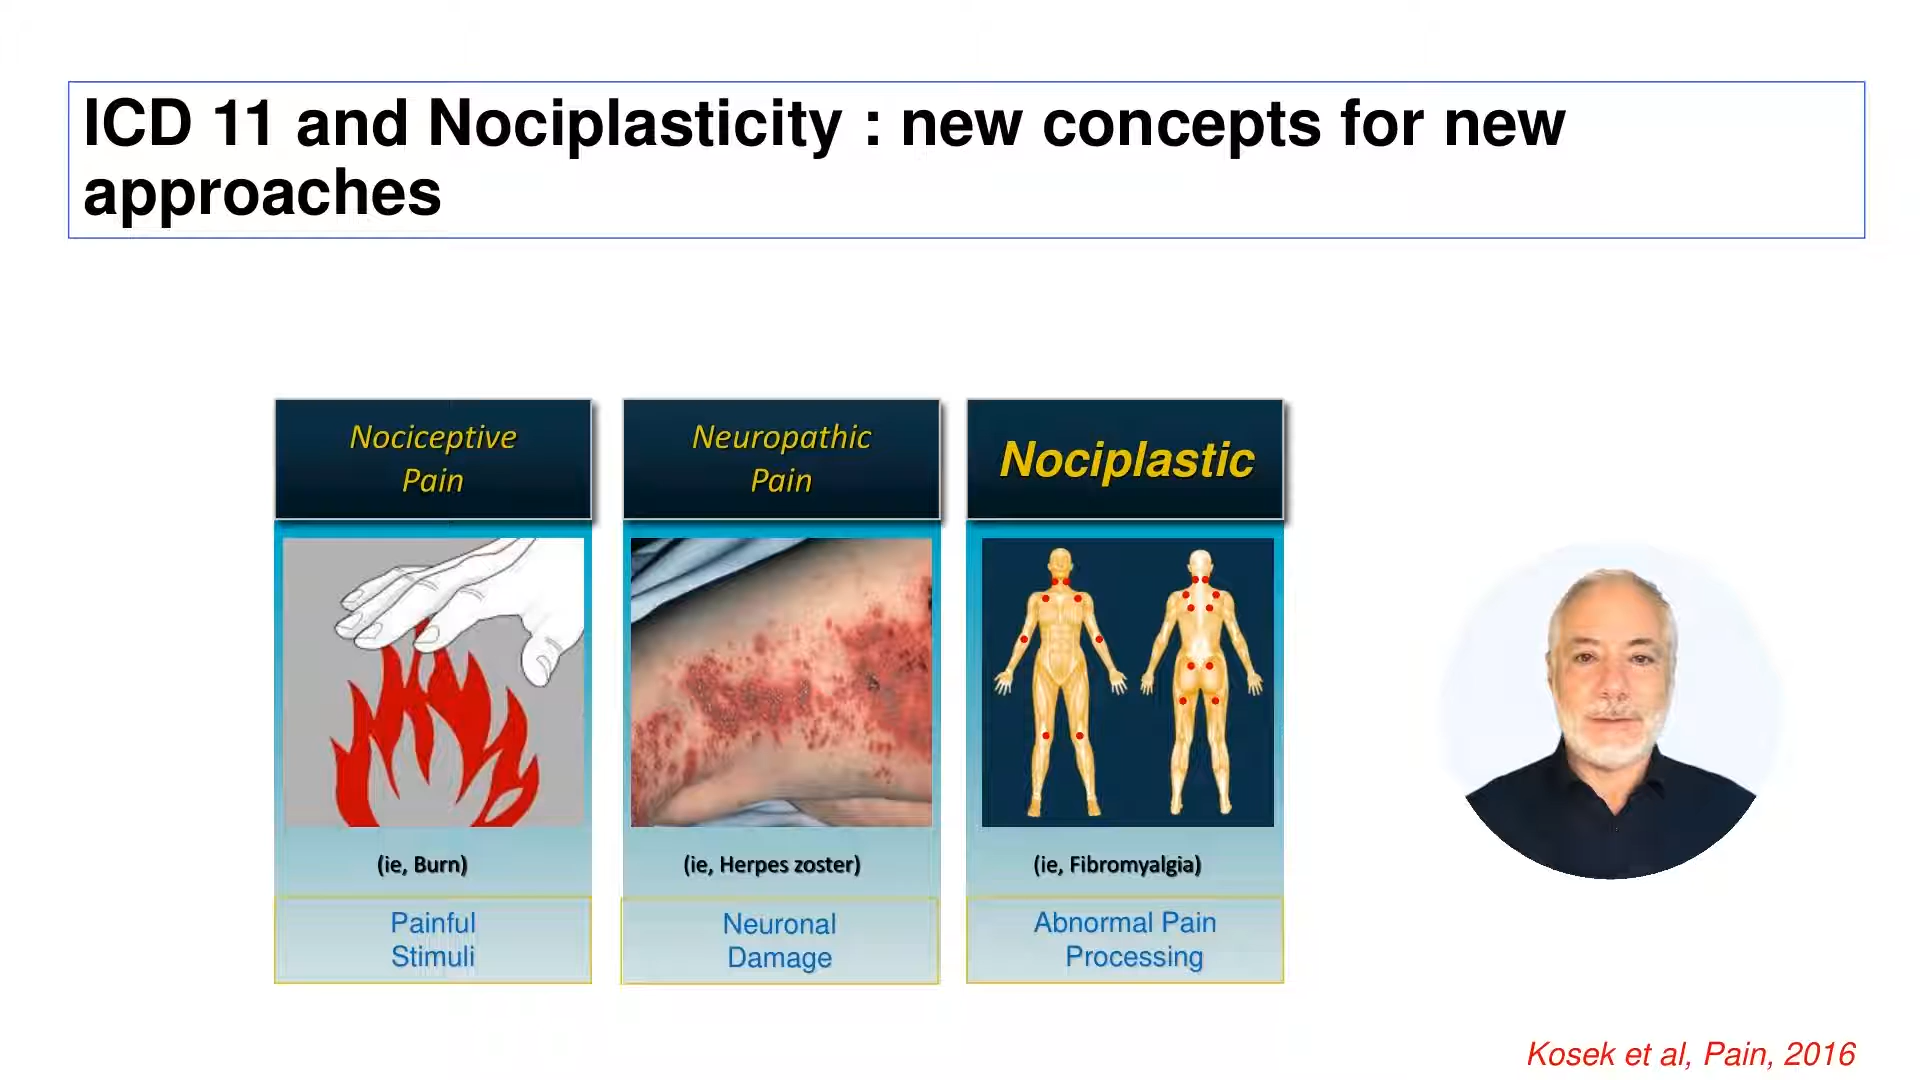 ICD 11 and Nociplasticity : new concepts for new
approaches
Nociceptive
Pain
Neuropathic
Pain
Nociplastic
(ie, Burn)
(ie, Herpes zoster)
(ie, Fibromyalgia)
Painful
Stimuli
Neuronal
Damage
Abnormal Pain
Processing
Kosek et al, Pain, 2016